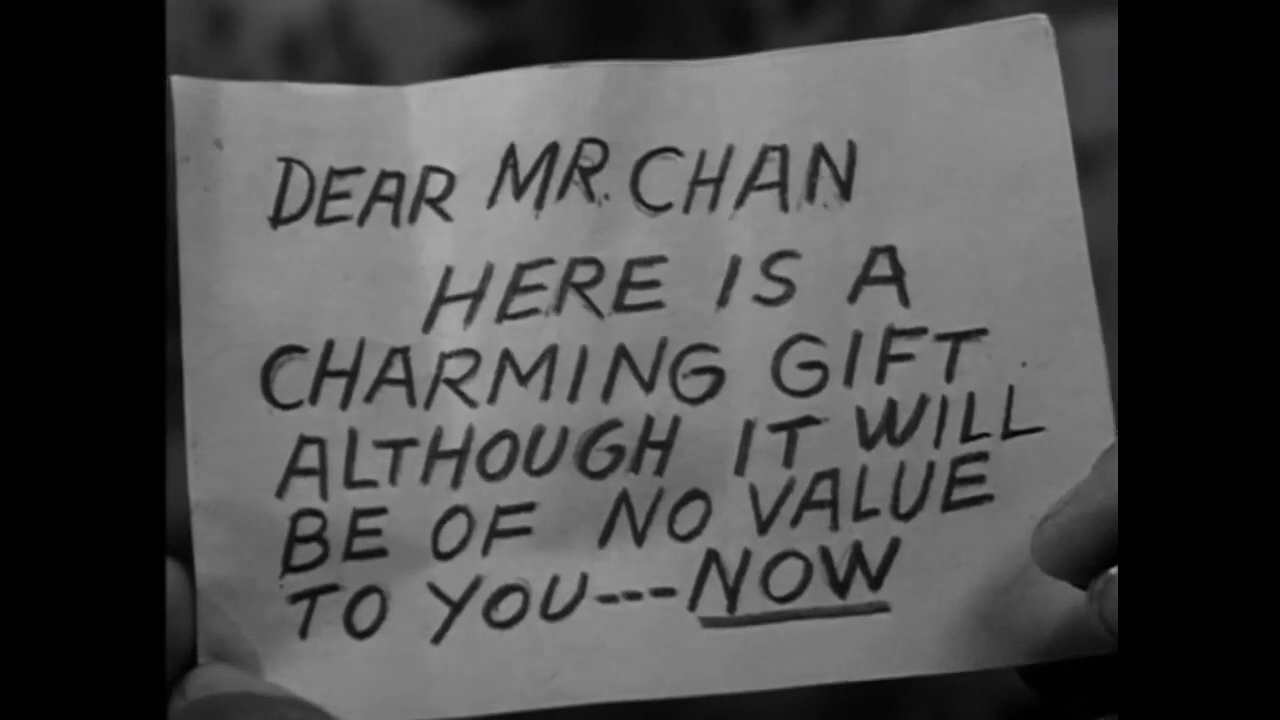 DEAR MR. CHAN
HERE IS A
CHARMING GIFT
ALTHOUGH IT WILL
BE OF NO VALUE
TO YOU---NOW